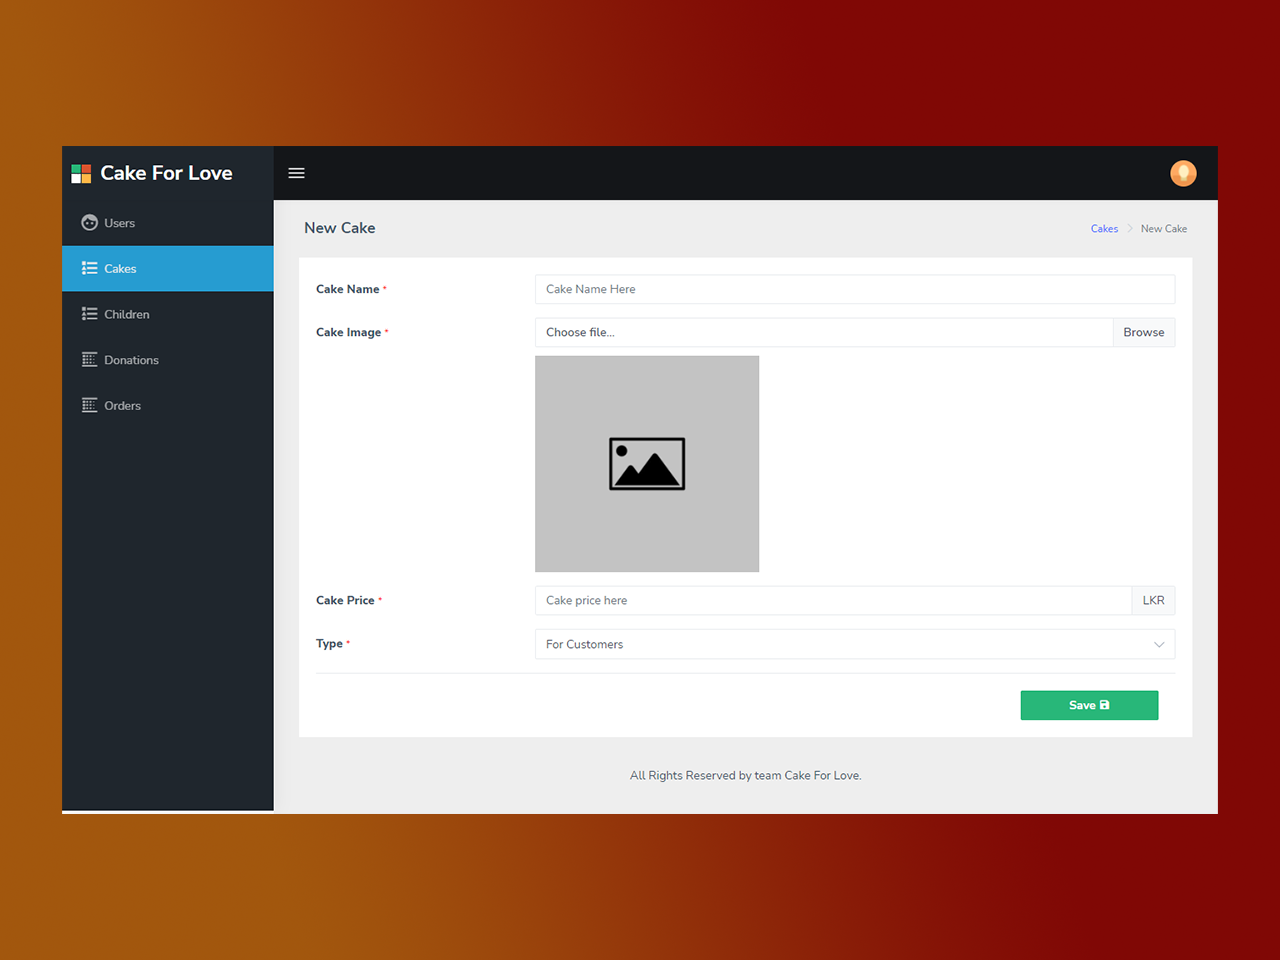 Cake For Love
Users
Cakes
Children
Donations
Orders
New Cake
Cakes
New Cake
Cake Name *
Cake Name Here
Cake Image *
Choose file...
Browse
Cake Price *
Cake price here
LKR
Type *
For Customers
Save
All Rights Reserved by team Cake For Love.